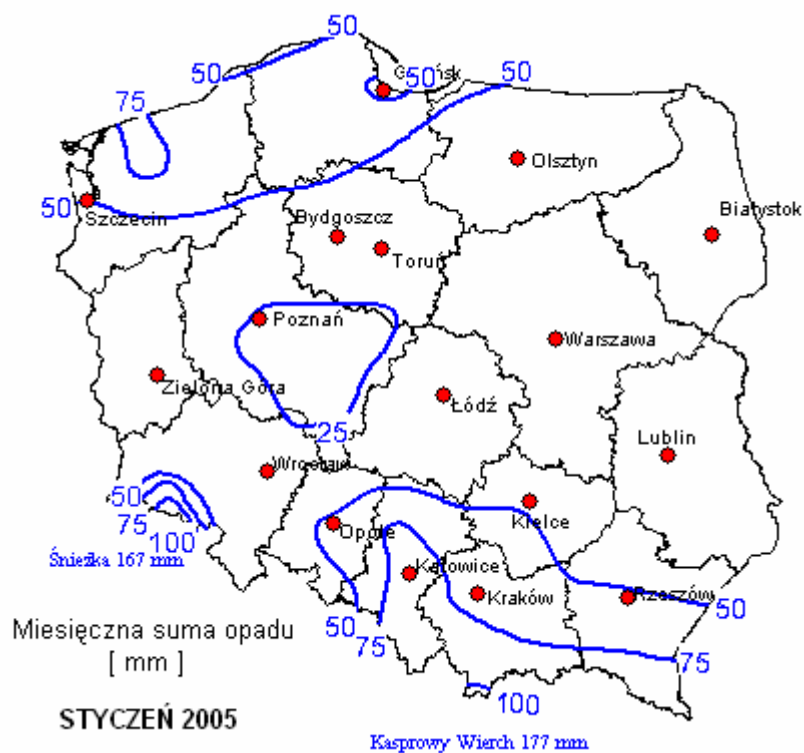 50
50
75
Gdańsk
50
50
Olsztyn
50
Szczecin
Bydgoszcz
Toruń
Białystok
Poznań
Warszawa
Zielona Góra
Łódź
25
Lublin
Wrocław
50
75
100
Śnieżka 167 mm
Opole
Kielce
Katowice
Kraków
Rzeszów
50
50
75
75
100
Miesięczna suma opadu
[ mm ]
STYCZEŃ 2005
Kasprowy Wierch 177 mm